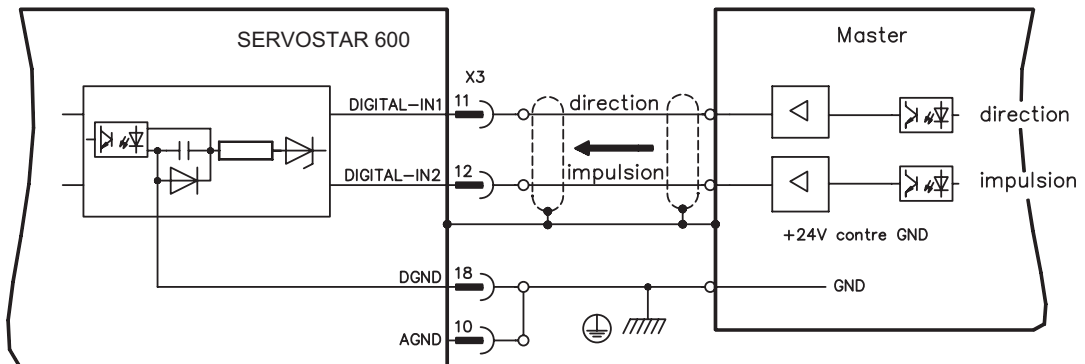 SERVOSTAR 600
Master
X3
DIGITAL-IN1
11
direction
direction
DIGITAL-IN2
12
impulsion
impulsion
+24V contre GND
DGND
18
GND
AGND
10